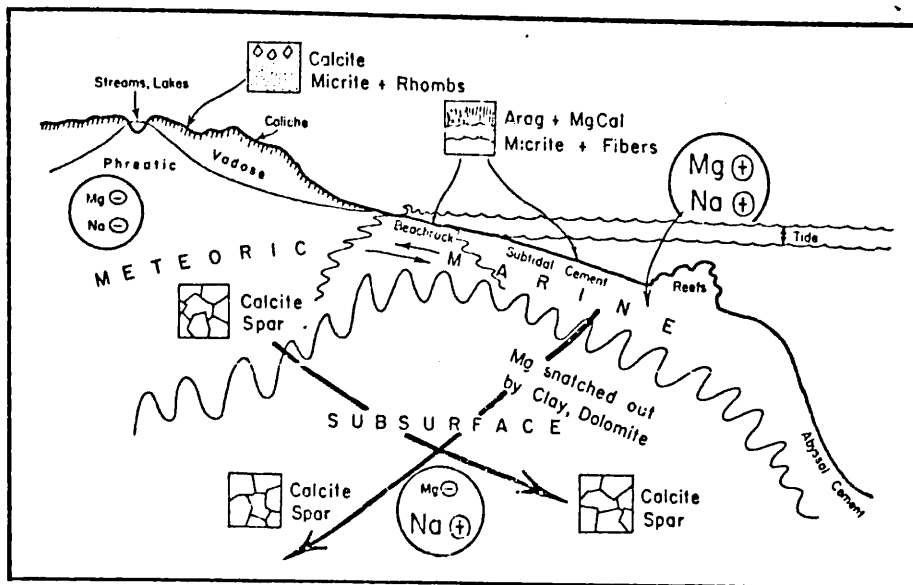 Calcite
Micrite + Rhombs
Streams, Lakes
Caliche
Arag + MgCal
Micrite + Fibers
Phreatic
Vadose
Mg ⊕
Na ⊕
Mg ⊖
Na ⊖
Tide
Beachrock
Subtidal Cement
Reefs
METEORIC
MARINE
Calcite
Spar
Mg snatched out
by Clay, Dolomite
SUBSURFACE
Abyssal Cement
Calcite
Spar
Mg ⊖
Na ⊕
Calcite
Spar